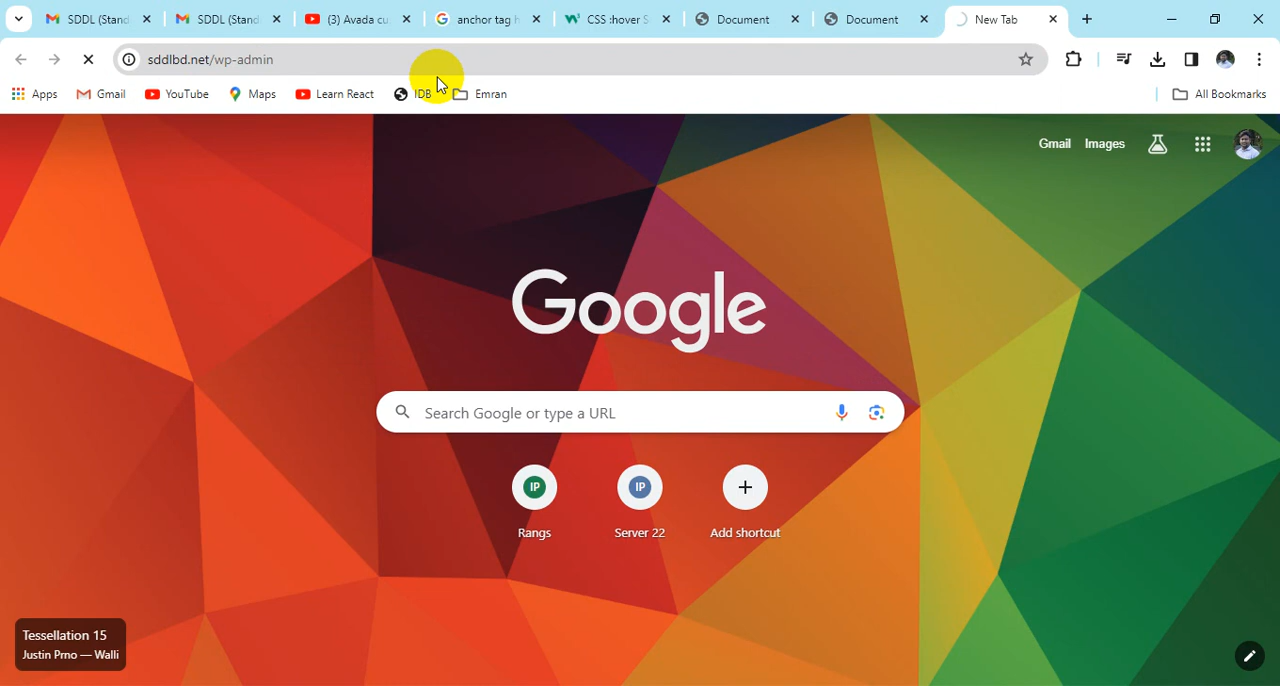 SDDL (Stand
SDDL (Stand
(3) Avada cu
anchor tag h
CSS :hover S
Document
Document
New Tab
sddlbd.net/wp-admin
Apps
Gmail
YouTube
Maps
Learn React
IDB
Emran
All Bookmarks
Gmail
Images
Google
Search Google or type a URL
IP
IP
Rangs
Server 22
Add shortcut
Tessellation 15
Justin Prno — Walli